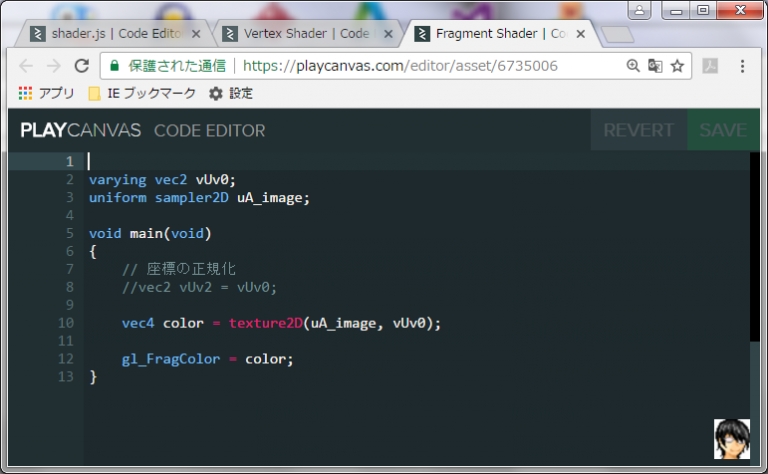 shader.js | Code Edito
Vertex Shader | Code
Fragment Shader | Co
保護された通信 | https://playcanvas.com/editor/asset/6735006
アプリ IE ブックマーク 設定
PLAYCANVAS CODE EDITOR REVERT SAVE
1
2 varying vec2 vUv0;
3 uniform sampler2D uA_image;
4
5 void main(void)
6 {
7 // 座標の正規化
8 //vec2 vUv2 = vUv0;
9
10 vec4 color = texture2D(uA_image, vUv0);
11
12 gl_FragColor = color;
13 }